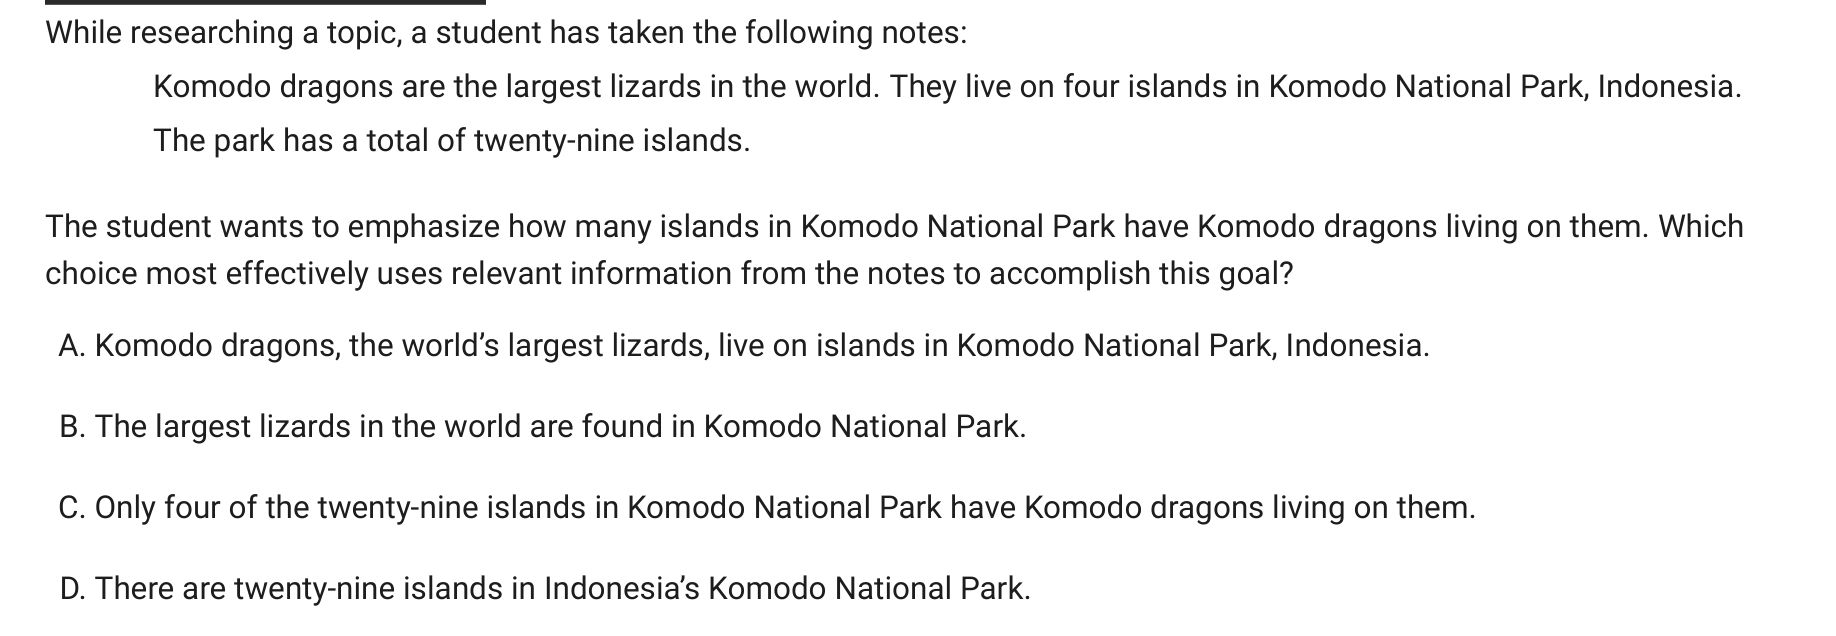 While researching a topic, a student has taken the following notes:
Komodo dragons are the largest lizards in the world. They live on four islands in Komodo National Park, Indonesia.
The park has a total of twenty-nine islands.
The student wants to emphasize how many islands in Komodo National Park have Komodo dragons living on them. Which
choice most effectively uses relevant information from the notes to accomplish this goal?
A. Komodo dragons, the world’s largest lizards, live on islands in Komodo National Park, Indonesia.
B. The largest lizards in the world are found in Komodo National Park.
C. Only four of the twenty-nine islands in Komodo National Park have Komodo dragons living on them.
D. There are twenty-nine islands in Indonesia’s Komodo National Park.